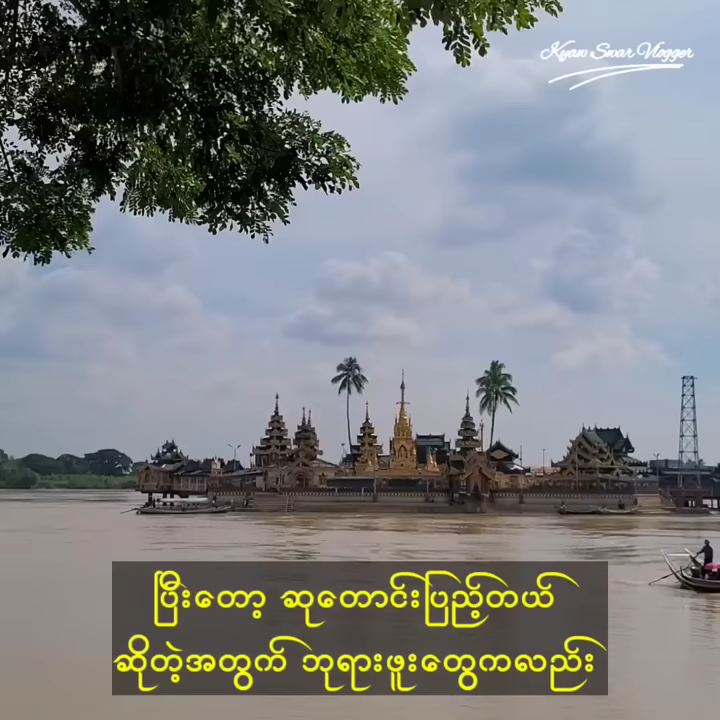 Kyaw Swar Vlogger
ပြီးတော့ ဆုတောင်းပြည့်တယ်
ဆိုတဲ့အတွက် ဘုရားဖူးတွေကလည်း